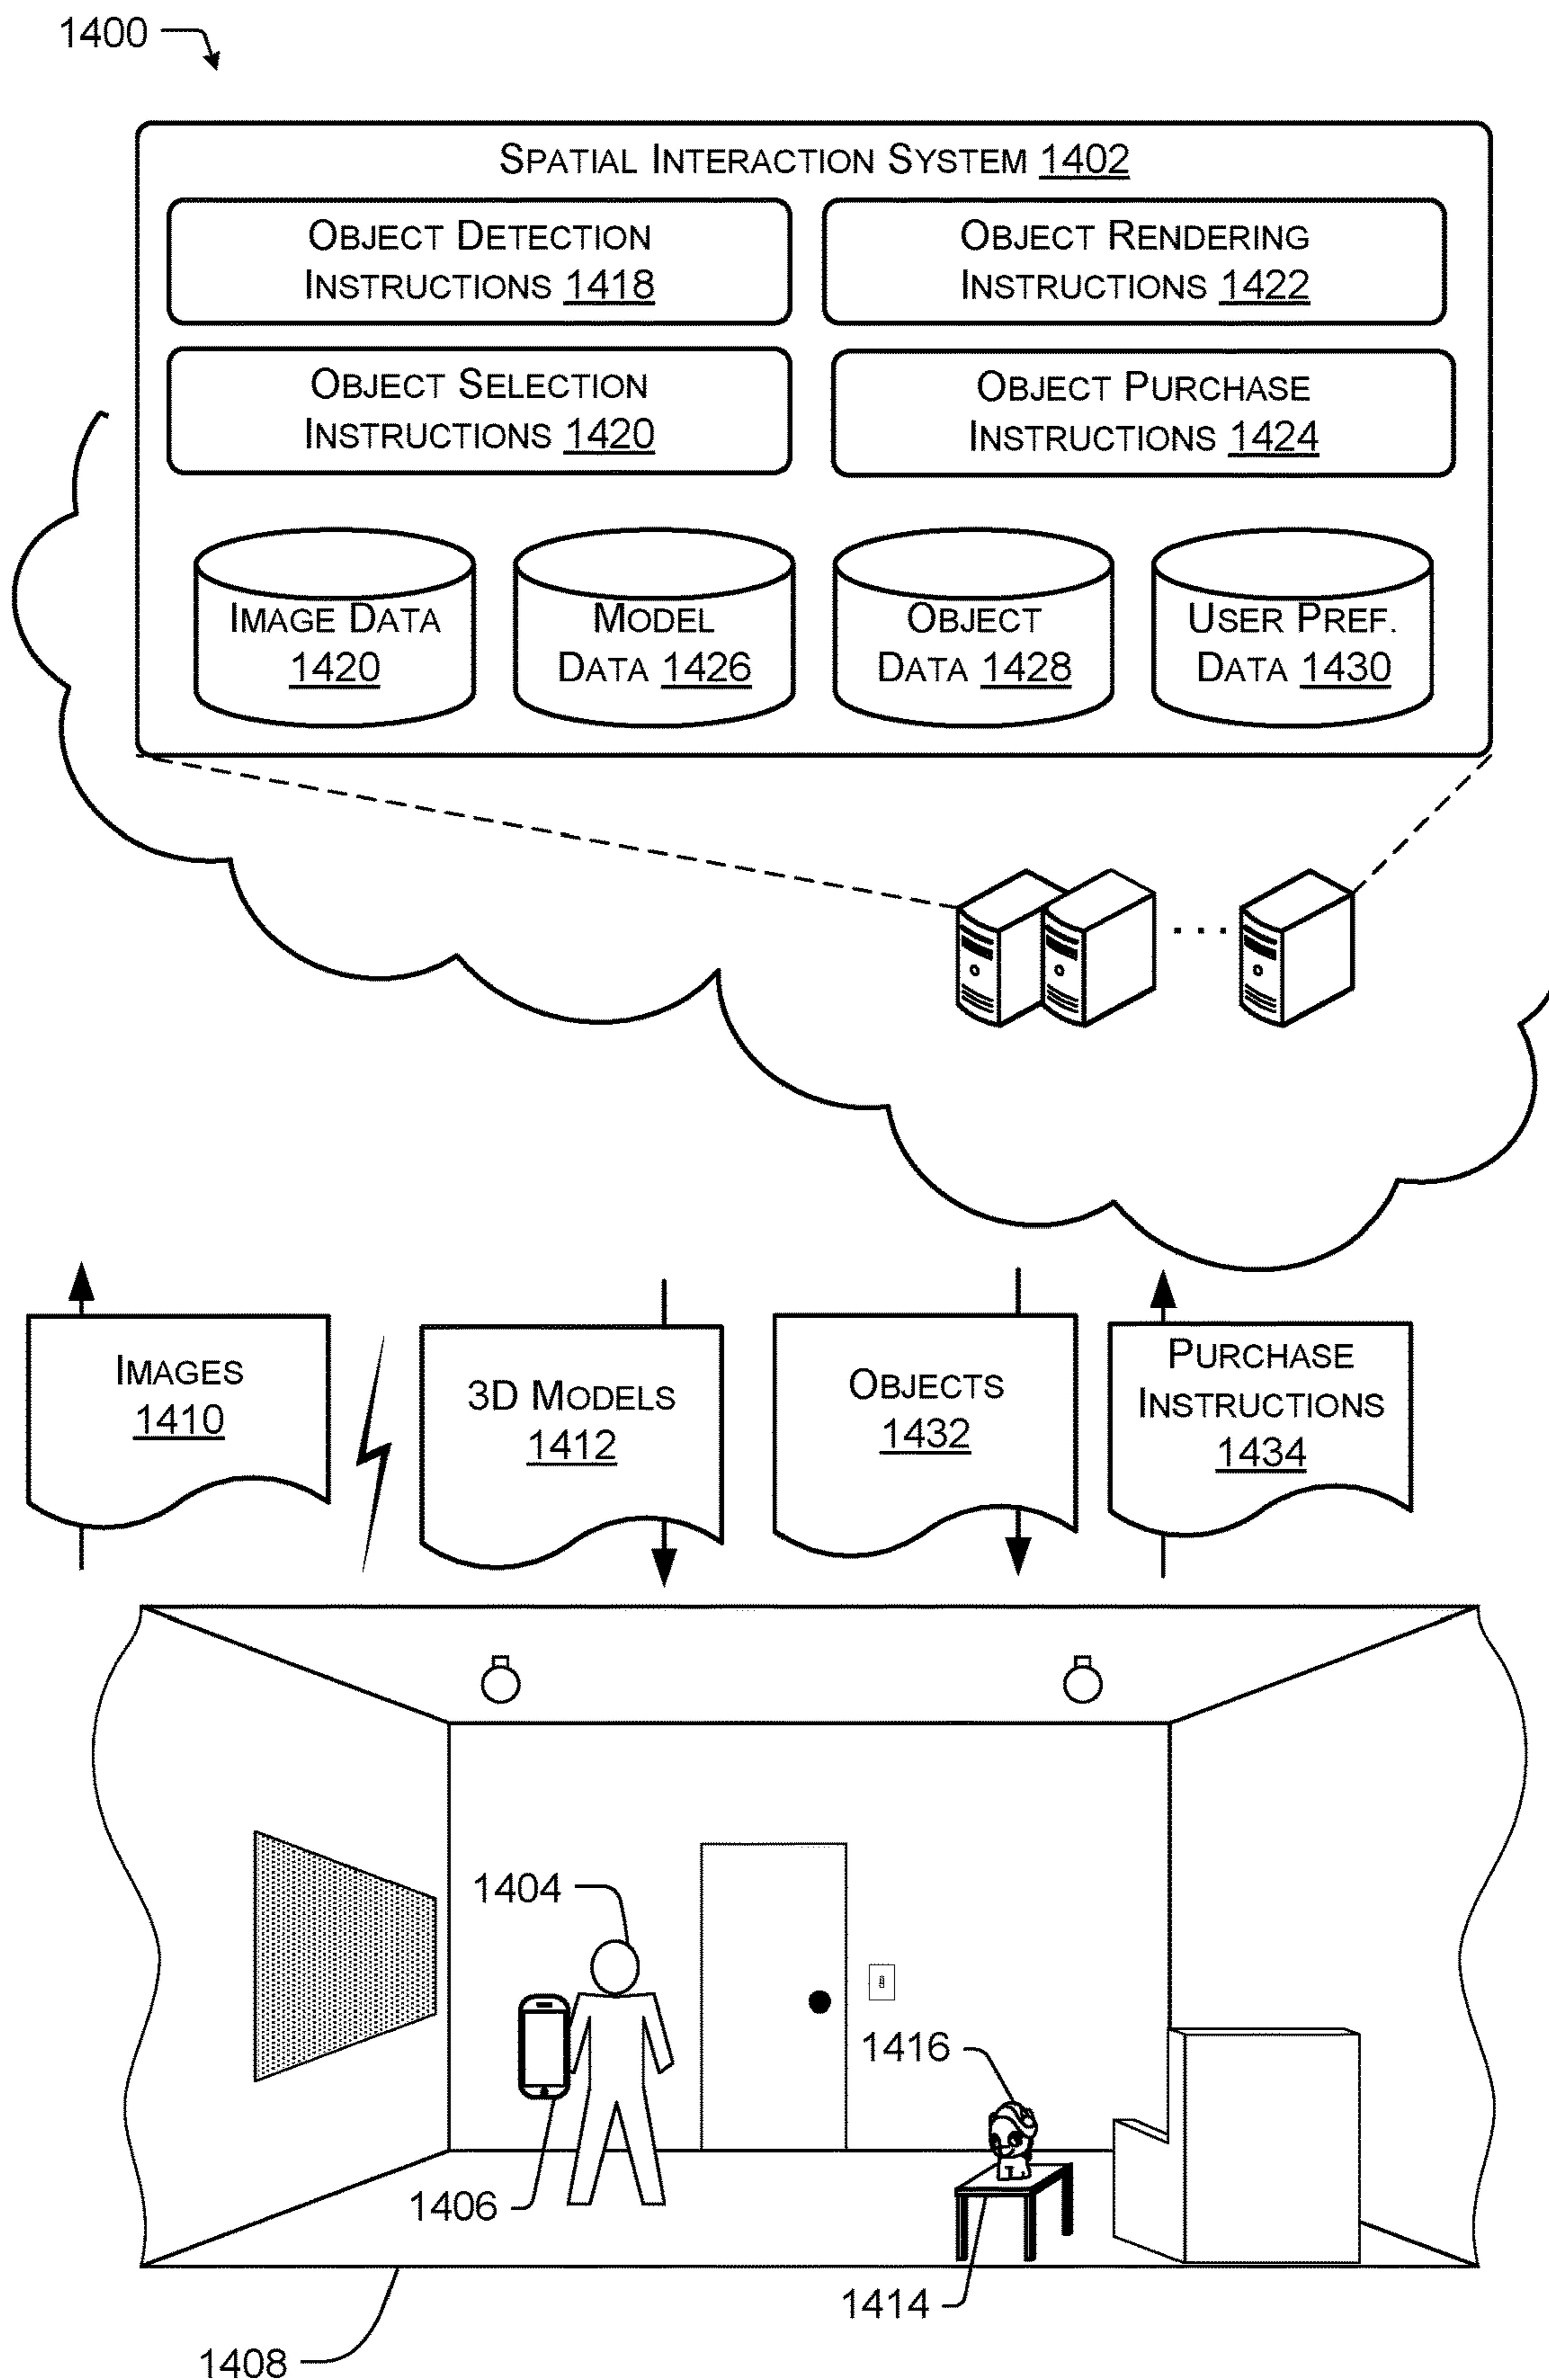 1400
SPATIAL INTERACTION SYSTEM 1402
OBJECT DETECTION
INSTRUCTIONS 1418
OBJECT RENDERING
INSTRUCTIONS 1422
OBJECT SELECTION
INSTRUCTIONS 1420
OBJECT PURCHASE
INSTRUCTIONS 1424
IMAGE DATA
1420
MODEL
DATA 1426
OBJECT
DATA 1428
USER PREF.
DATA 1430
IMAGES
1410
3D MODELS
1412
OBJECTS
1432
PURCHASE
INSTRUCTIONS
1434
1404
1416
1406
1414
1408